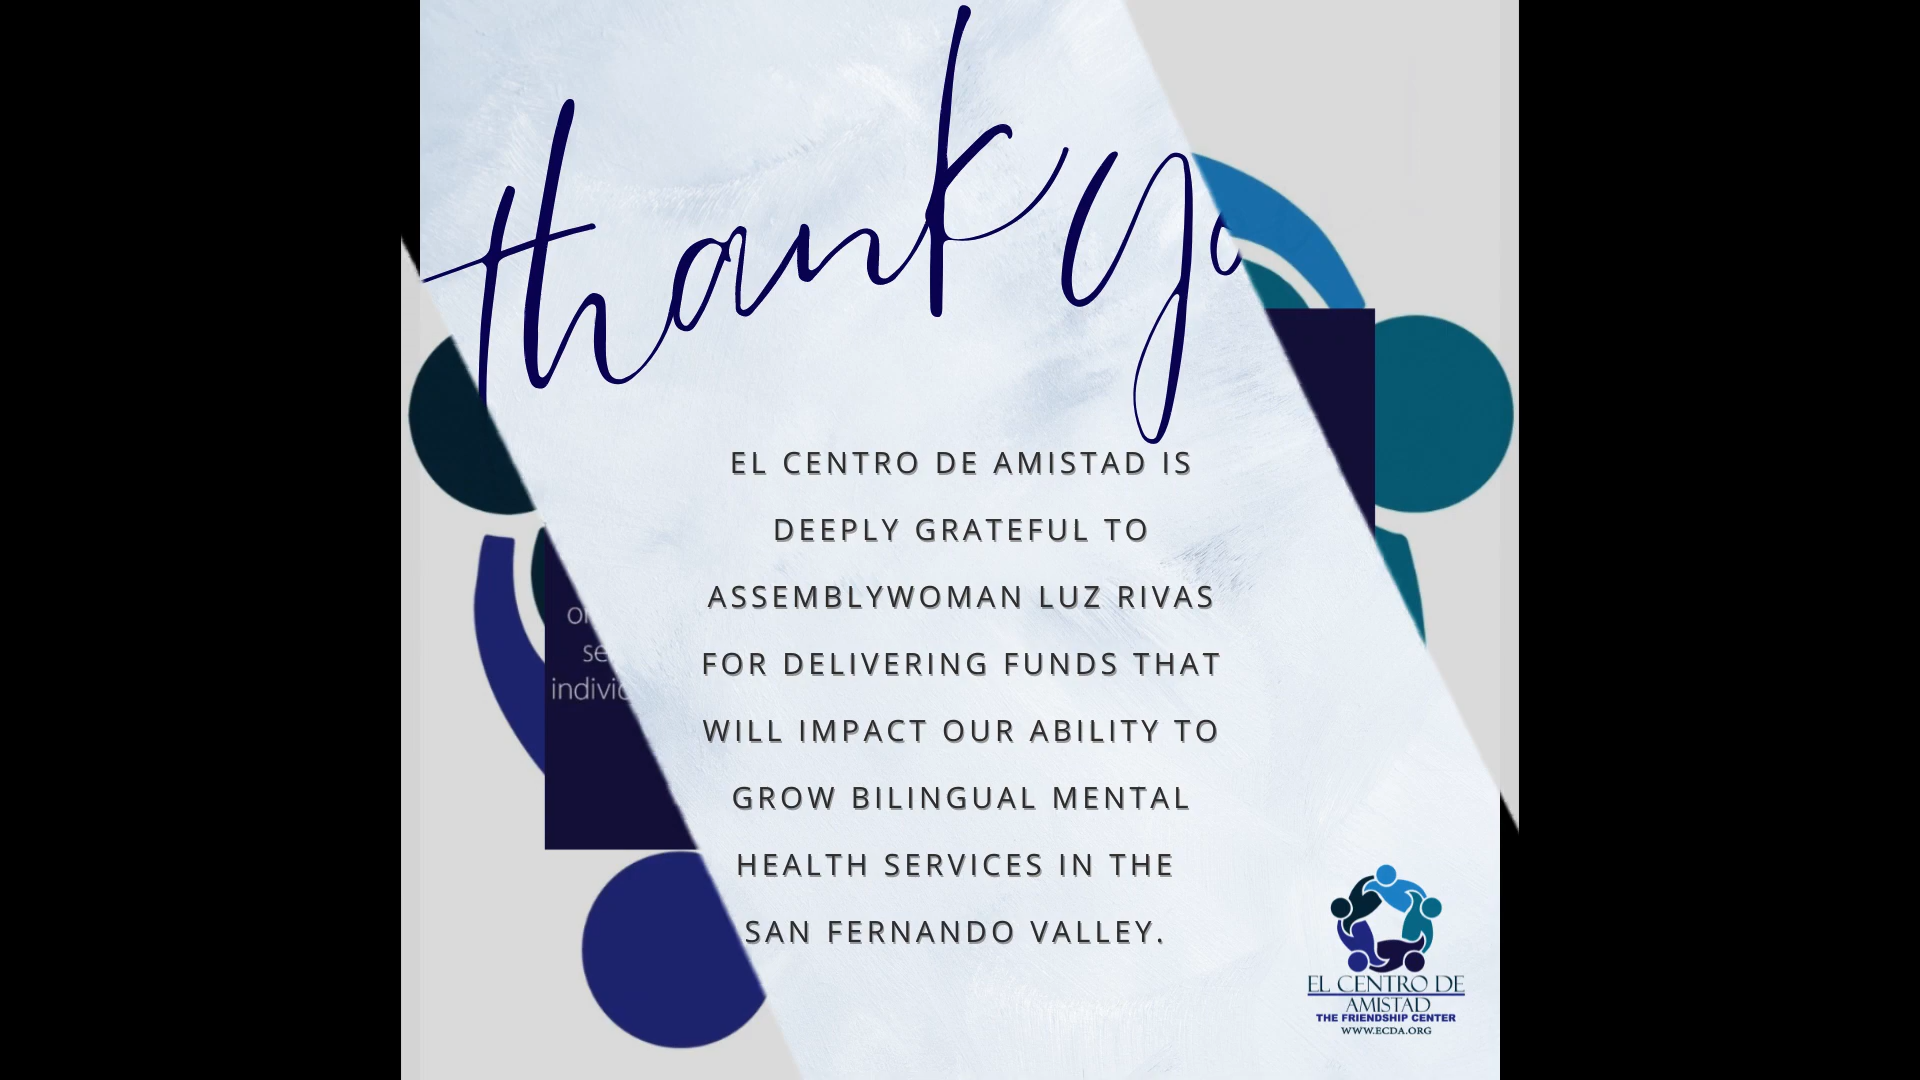 thank yo
EL CENTRO DE AMISTAD IS
DEEPLY GRATEFUL TO
ASSEMBLYWOMAN LUZ RIVAS
FOR DELIVERING FUNDS THAT
WILL IMPACT OUR ABILITY TO
GROW BILINGUAL MENTAL
HEALTH SERVICES IN THE
SAN FERNANDO VALLEY.
EL CENTRO DE
AMISTAD
THE FRIENDSHIP CENTER
WWW.ECDA.ORG